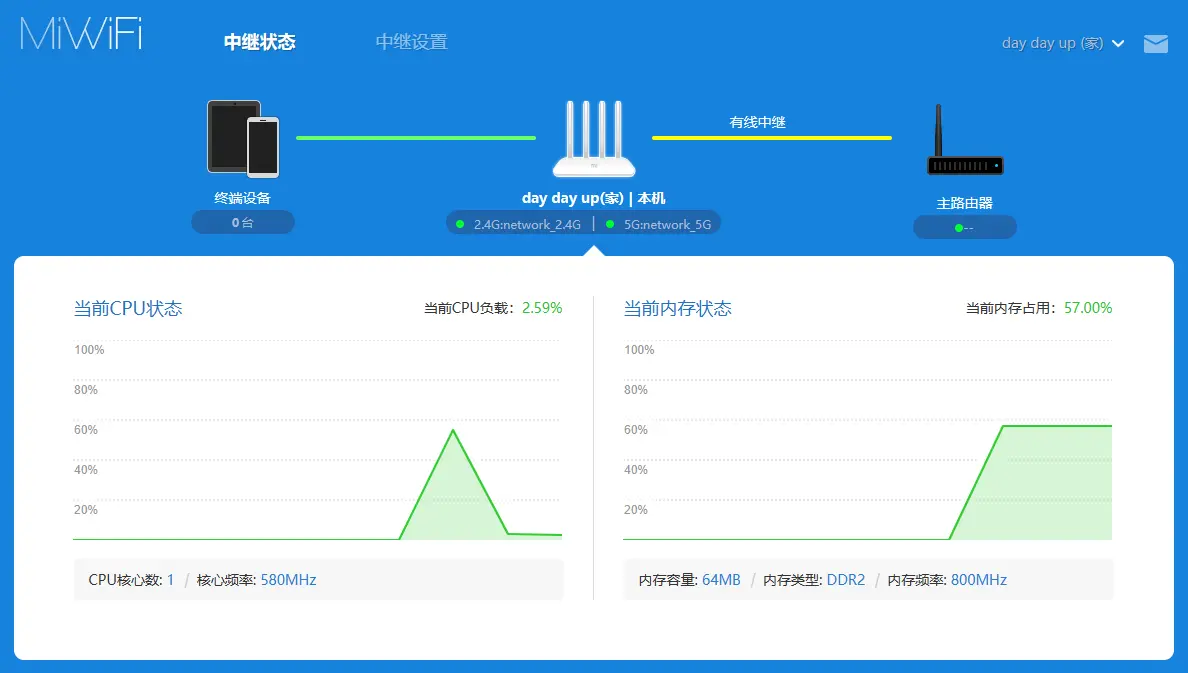 MiWiFi
中继状态
中继设置
day day up (家)
有线中继
终端设备
0 台
day day up(家) | 本机
2.4G:network_2.4G | 5G:network_5G
主路由器
--
当前CPU状态
当前CPU负载：2.59%
100%
80%
60%
40%
20%
CPU核心数: 1 / 核心频率: 580MHz
当前内存状态
当前内存占用：57.00%
100%
80%
60%
40%
20%
内存容量: 64MB / 内存类型: DDR2 / 内存频率: 800MHz